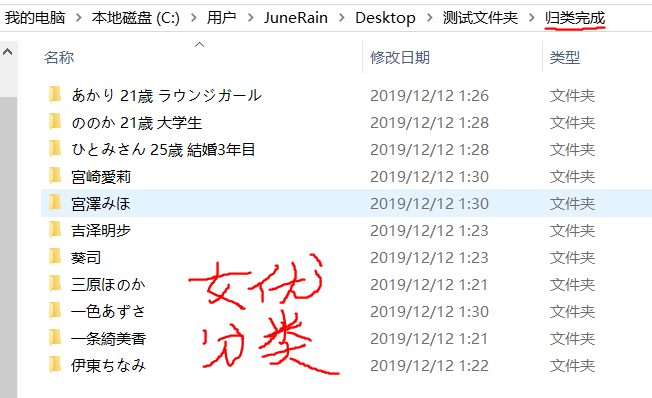 我的电脑 > 本地磁盘 (C:) > 用户 > JuneRain > Desktop > 测试文件夹 > 归类完成
名称 修改日期 类型
あかり 21歳 ラウンジガール 2019/12/12 1:26 文件夹
ののか 21歳 大学生 2019/12/12 1:28 文件夹
ひとみさん 25歳 結婚3年目 2019/12/12 1:28 文件夹
宮崎愛莉 2019/12/12 1:30 文件夹
宮澤みほ 2019/12/12 1:30 文件夹
吉泽明步 2019/12/12 1:23 文件夹
葵司 2019/12/12 1:23 文件夹
三原ほのか 2019/12/12 1:21 文件夹
一色あずさ 2019/12/12 1:30 文件夹
一条綺美香 2019/12/12 1:21 文件夹
伊東ちなみ 2019/12/12 1:22 文件夹
女优
分类